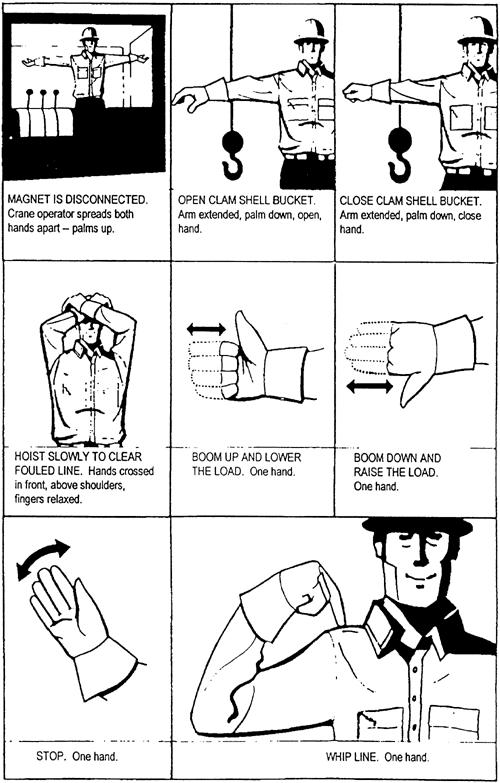 MAGNET IS DISCONNECTED.
Crane operator spreads both
hands apart – palms up.
OPEN CLAM SHELL BUCKET.
Arm extended, palm down, open,
hand.
CLOSE CLAM SHELL BUCKET.
Arm extended, palm down, close
hand.
HOIST SLOWLY TO CLEAR
FOULED LINE. Hands crossed
in front, above shoulders,
fingers relaxed.
BOOM UP AND LOWER
THE LOAD. One hand.
BOOM DOWN AND
RAISE THE LOAD.
One hand.
STOP. One hand.
WHIP LINE. One hand.